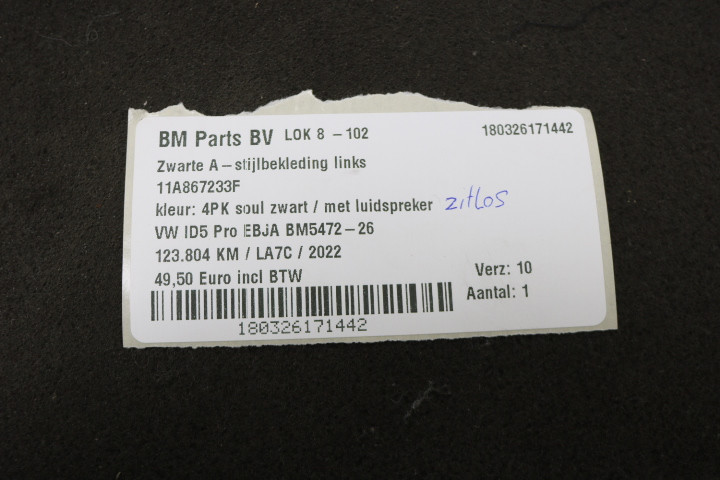 BM Parts BV LOK 8 - 102 180326171442
Zwarte A-stijlbekleding links
11A867233F
kleur: 4PK soul zwart / met luidspreker zit los
VW ID5 Pro EBJA BM5472-26
123.804 KM / LA7C / 2022
49,50 Euro incl BTW
Verz: 10
Aantal: 1
180326171442